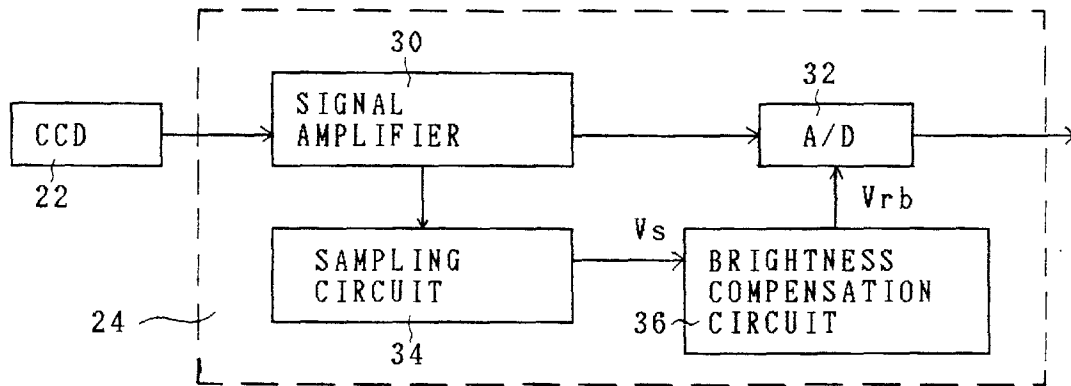 30
SIGNAL
AMPLIFIER
32
A/D
CCD
22
Vrb
Vs
SAMPLING
CIRCUIT
34
BRIGHTNESS
COMPENSATION
CIRCUIT
36
24